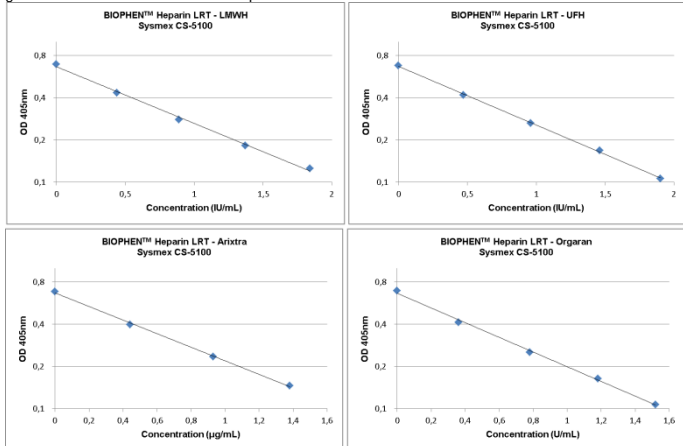 BIOPHEN™ Heparin LRT - LMWH
Sysmex CS-5100
OD 405nm
0,8
0,4
0,2
0,1
0
0,5
1
1,5
2
Concentration (IU/mL)
BIOPHEN™ Heparin LRT - UFH
Sysmex CS-5100
OD 405nm
0,8
0,4
0,2
0,1
0
0,5
1
1,5
2
Concentration (IU/mL)
BIOPHEN™ Heparin LRT - Arixtra
Sysmex CS-5100
OD 405nm
0,8
0,4
0,2
0,1
0
0,2
0,4
0,6
0,8
1
1,2
1,4
1,6
Concentration (µg/mL)
BIOPHEN™ Heparin LRT - Orgaran
Sysmex CS-5100
OD 405nm
0,8
0,4
0,2
0,1
0
0,2
0,4
0,6
0,8
1
1,2
1,4
1,6
Concentration (U/mL)